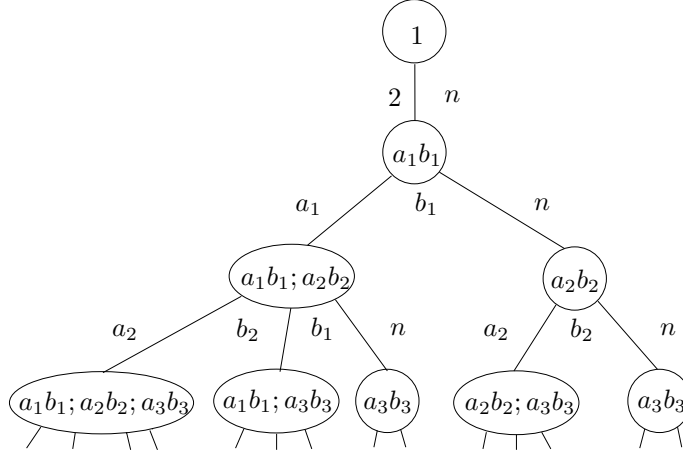 1
2 n
a₁b₁
a₁ b₁ n
a₁b₁; a₂b₂ a₂b₂
a₂ b₂ b₁ n a₂ b₂ n
a₁b₁; a₂b₂; a₃b₃ a₁b₁; a₃b₃ a₃b₃ a₂b₂; a₃b₃ a₃b₃